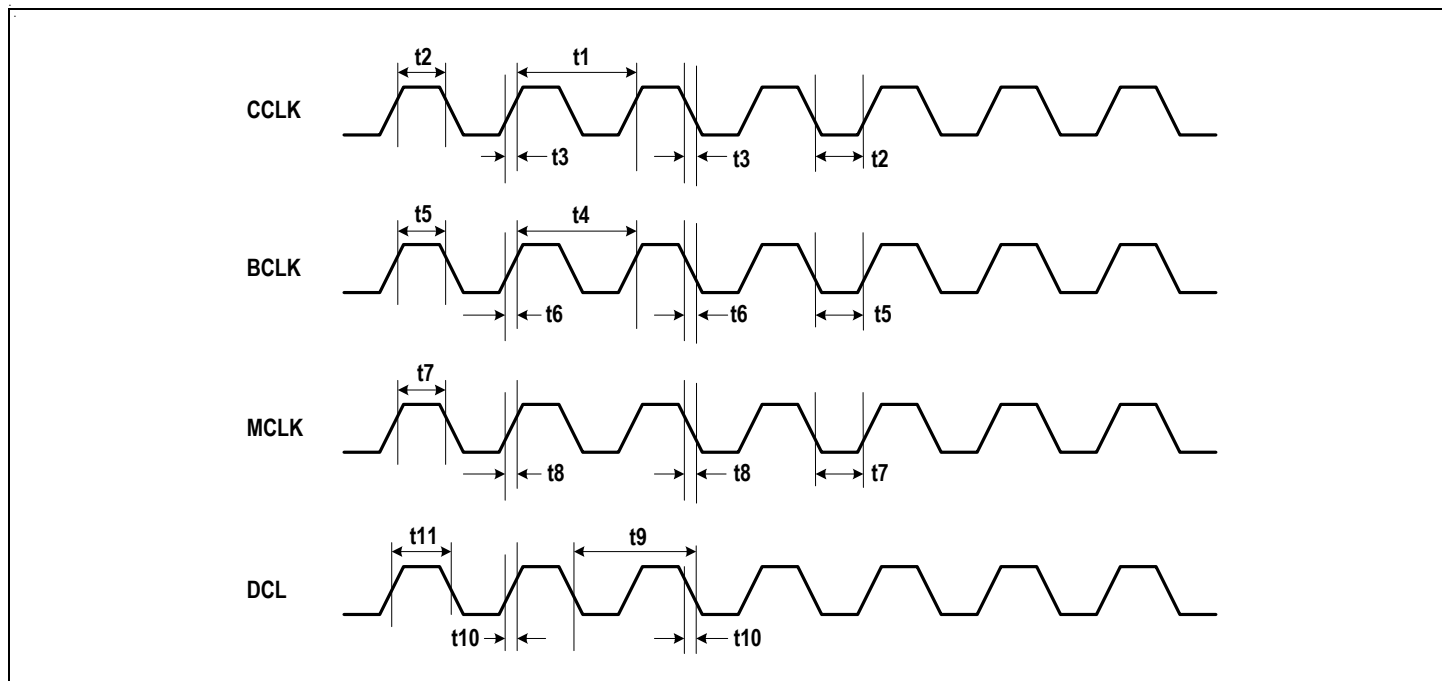 t2 t1
CCLK
t3 t3 t2
t5 t4
BCLK
t6 t6 t5
t7
MCLK
t8 t8 t7
t11 t9
DCL
t10 t10